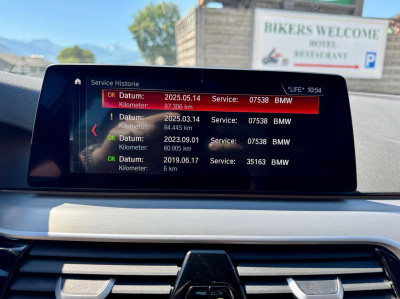 BIKERS WELCOME
HOTEL
RESTAURANT
P
Service Historie
*LIFE* 10:54
OK Datum: 2025.05.14 Service: 07538 BMW
Kilometer: 87.306 km
! Datum: 2025.03.14 Service: 07538 BMW
Kilometer: 84.445 km
OK Datum: 2023.09.01 Service: 07538 BMW
Kilometer: 60.805 km
OK Datum: 2019.06.17 Service: 35163 BMW
Kilometer: 6 km